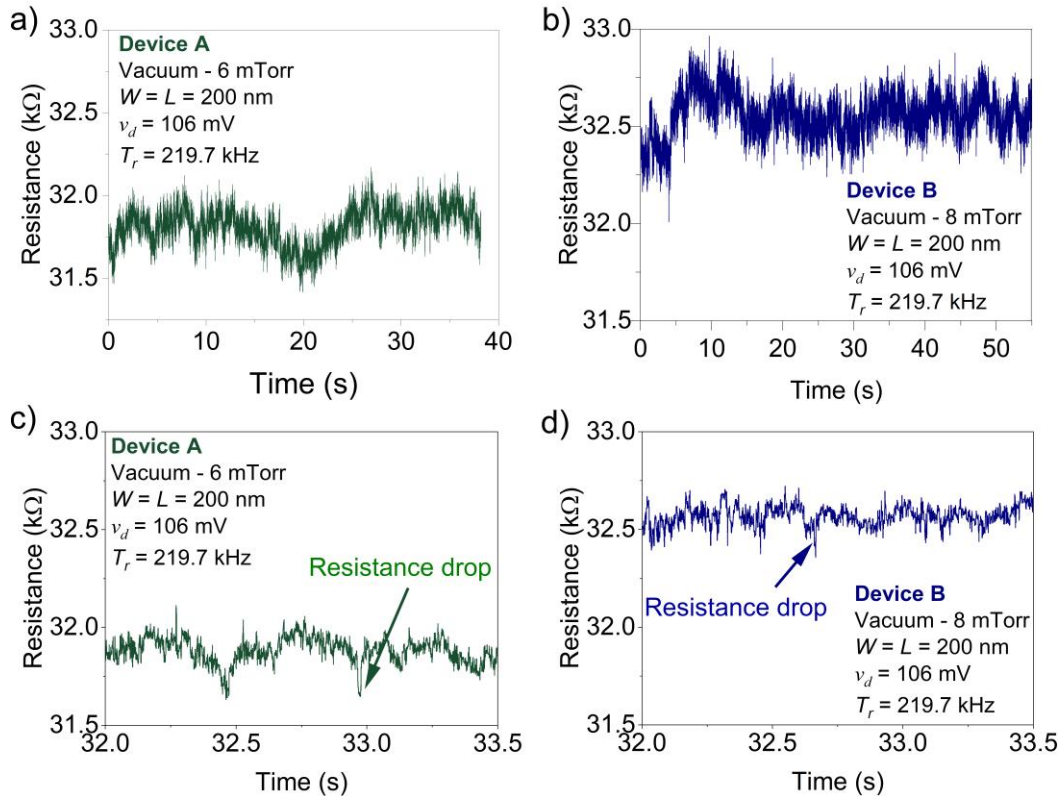 a)
33.0
32.5
32.0
31.5
Resistance (kΩ)
Device A
Vacuum - 6 mTorr
W = L = 200 nm
v_d = 106 mV
T_r = 219.7 kHz
0 10 20 30 40
Time (s)
b)
33.0
32.5
32.0
31.5
Resistance (kΩ)
Device B
Vacuum - 8 mTorr
W = L = 200 nm
v_d = 106 mV
T_r = 219.7 kHz
0 10 20 30 40 50
Time (s)
c)
33.0
32.5
32.0
31.5
Resistance (kΩ)
Device A
Vacuum - 6 mTorr
W = L = 200 nm
v_d = 106 mV
T_r = 219.7 kHz
Resistance drop
32.0 32.5 33.0 33.5
Time (s)
d)
33.0
32.5
32.0
31.5
Resistance (kΩ)
Resistance drop
Device B
Vacuum - 8 mTorr
W = L = 200 nm
v_d = 106 mV
T_r = 219.7 kHz
32.0 32.5 33.0 33.5
Time (s)